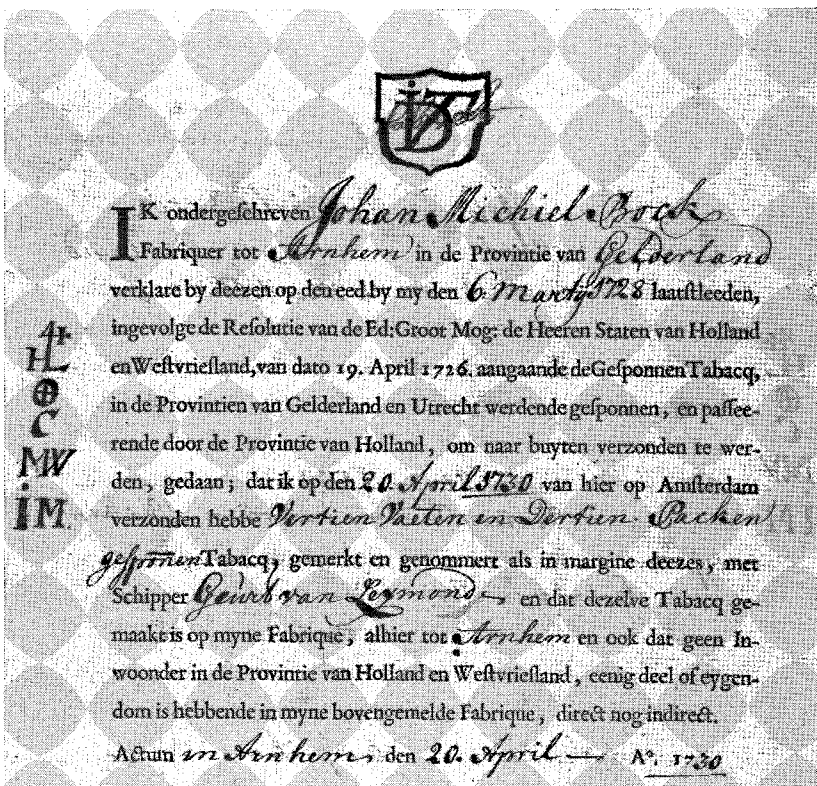 IK ondergeschreven Johan Michiel Bock
Fabriquer tot Arnhem in de Provintie van Gelderland
verklare by deezen op den eed by my den 6 Marty 1728 laatstleeden,
ingevolge de Resolutie van de Ed: Groot Mog: de Heeren Staten van Holland
en Westvriesland, van dato 19. April 1726. aangaande de Gesponnen Tabacq,
in de Provintien van Gelderland en Utrecht werdende gesponnen, en passee-
rende door de Provintie van Holland, om naar buyten verzonden te wer-
den, gedaan; dat ik op den 20 April 1730 van hier op Amsterdam
verzonden hebbe Vertien Vaeten en Dertien Packen
gesponnen Tabacq, gemerkt en genommert als in margine deezes, met
Schipper Geurt van Leymond en dat dezelve Tabacq ge-
maakt is op myne Fabrique, alhier tot Arnhem en ook dat geen In-
woonder in de Provintie van Holland en Westvriesland, eenig deel of eygen-
dom is hebbende in myne bovengemelde Fabrique, direct nog indirect.
Actum in Arnhem, den 20. April A°. 1730
C
MW
IM